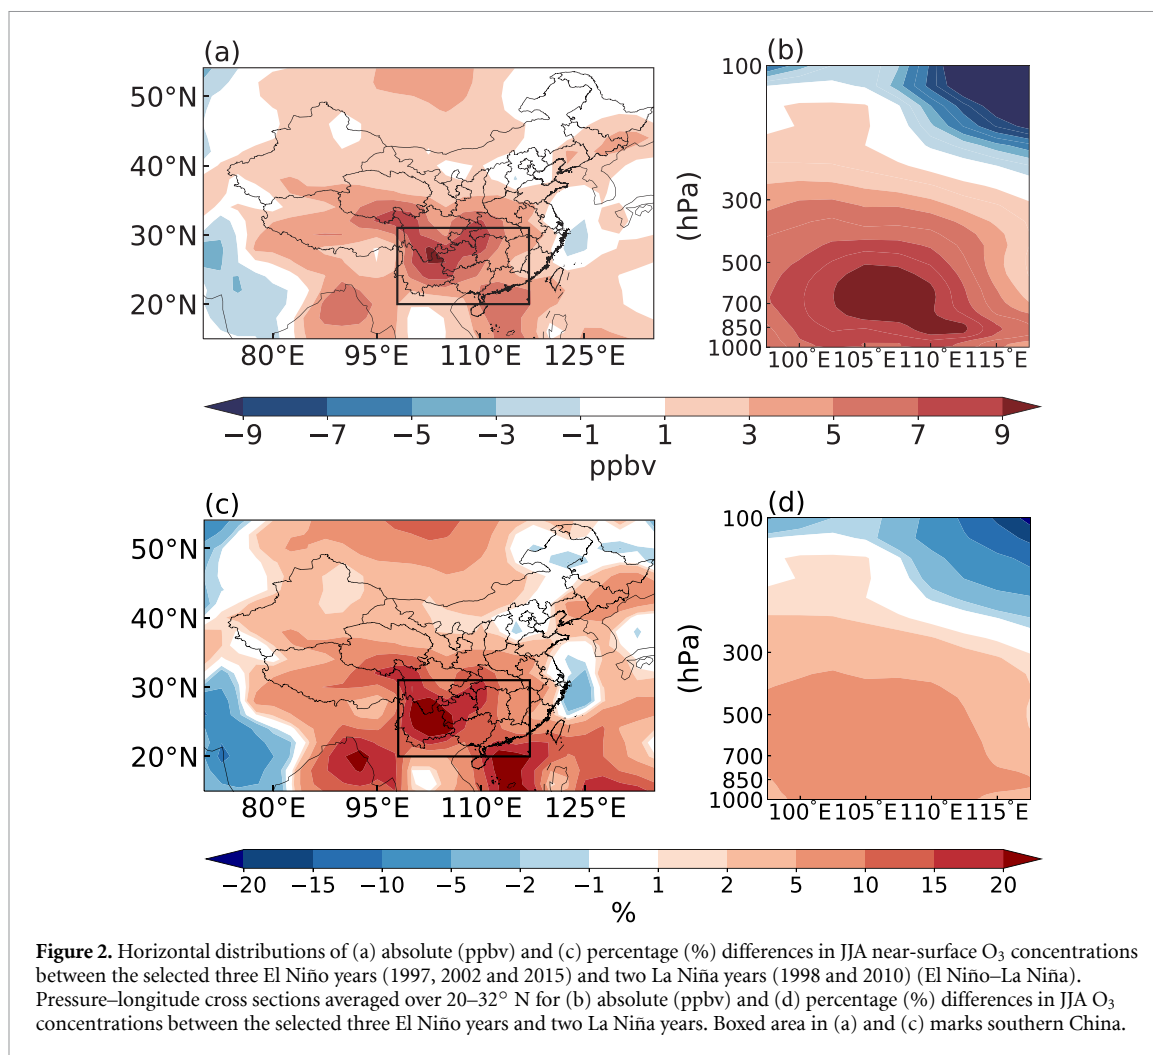 (a)
50°N
40°N
30°N
20°N
80°E 95°E 110°E 125°E
(b)
100
300
500
700
850
1000
(hPa)
100°E 105°E 110°E 115°E
−9 −7 −5 −3 −1 1 3 5 7 9
ppbv
(c)
50°N
40°N
30°N
20°N
80°E 95°E 110°E 125°E
(d)
100
300
500
700
850
1000
(hPa)
100°E 105°E 110°E 115°E
−20 −15 −10 −5 −2 −1 1 2 5 10 15 20
%
Figure 2. Horizontal distributions of (a) absolute (ppbv) and (c) percentage (%) differences in JJA near-surface O₃ concentrations
between the selected three El Niño years (1997, 2002 and 2015) and two La Niña years (1998 and 2010) (El Niño–La Niña).
Pressure–longitude cross sections averaged over 20–32° N for (b) absolute (ppbv) and (d) percentage (%) differences in JJA O₃
concentrations between the selected three El Niño years and two La Niña years. Boxed area in (a) and (c) marks southern China.